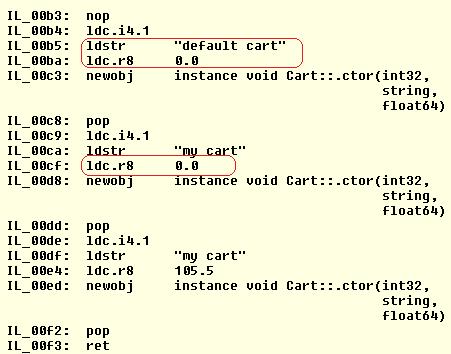 IL_00b3: nop
IL_00b4: ldc.i4.1
IL_00b5: ldstr "default cart"
IL_00ba: ldc.r8 0.0
IL_00c3: newobj instance void Cart::.ctor(int32,
string,
float64)
IL_00c8: pop
IL_00c9: ldc.i4.1
IL_00ca: ldstr "my cart"
IL_00cf: ldc.r8 0.0
IL_00d8: newobj instance void Cart::.ctor(int32,
string,
float64)
IL_00dd: pop
IL_00de: ldc.i4.1
IL_00df: ldstr "my cart"
IL_00e4: ldc.r8 105.5
IL_00ed: newobj instance void Cart::.ctor(int32,
string,
float64)
IL_00f2: pop
IL_00f3: ret